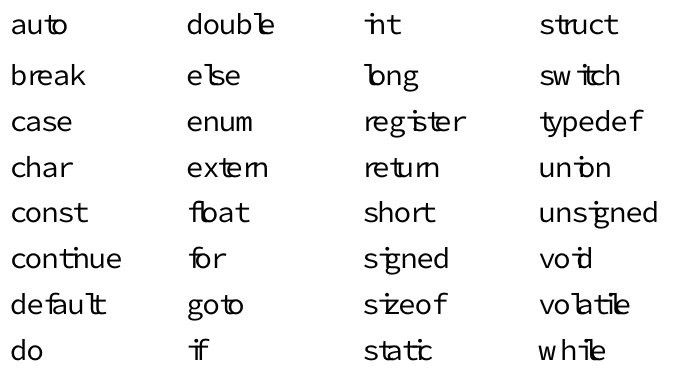 auto double int struct
break else long switch
case enum register typedef
char extern return union
const float short unsigned
continue for signed void
default goto sizeof volatile
do if static while